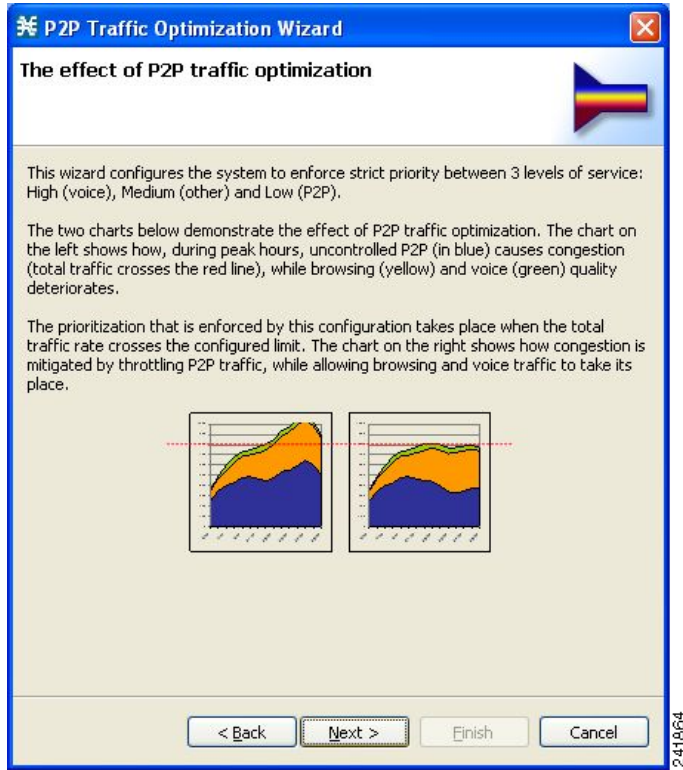 P2P Traffic Optimization Wizard
The effect of P2P traffic optimization
This wizard configures the system to enforce strict priority between 3 levels of service:
High (voice), Medium (other) and Low (P2P).
The two charts below demonstrate the effect of P2P traffic optimization. The chart on
the left shows how, during peak hours, uncontrolled P2P (in blue) causes congestion
(total traffic crosses the red line), while browsing (yellow) and voice (green) quality
deteriorates.
The prioritization that is enforced by this configuration takes place when the total
traffic rate crosses the configured limit. The chart on the right shows how congestion is
mitigated by throttling P2P traffic, while allowing browsing and voice traffic to take its
place.
< Back
Next >
Finish
Cancel
241864